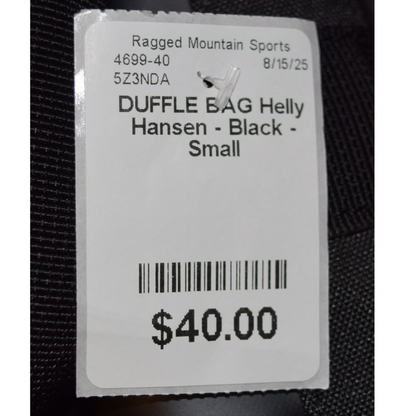 Ragged Mountain Sports
4699-40 8/15/25
5Z3NDA
DUFFLE BAG Helly
Hansen - Black -
Small
$40.00